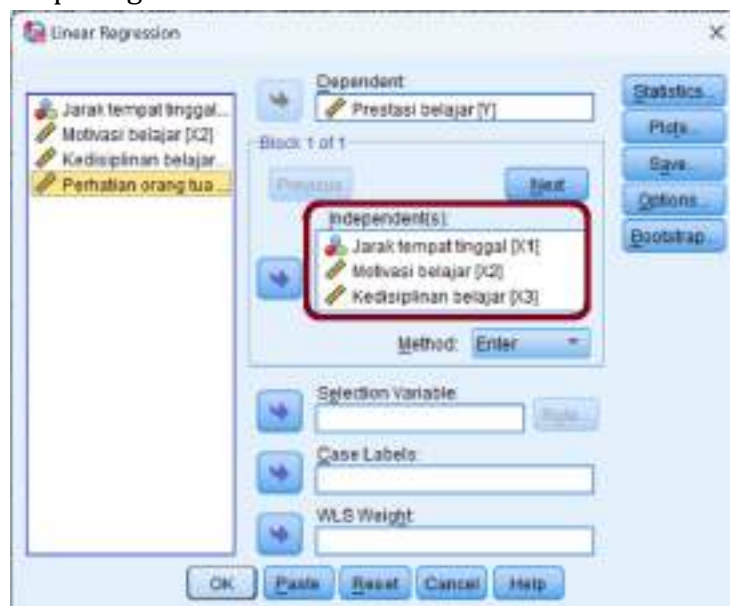 Linear Regression
Jarak tempat tinggal...
Motivasi belajar [X2]
Kedisiplinan belajar
Perhatian orang tua ...
Dependent:
Prestasi belajar [Y]
Block 1 of 1
Previous
Next
Independent(s):
Jarak tempat tinggal [X1]
Motivasi belajar [X2]
Kedisiplinan belajar [X3]
Method: Enter
Selection Variable:
Rule...
Case Labels:
WLS Weight:
Statistics...
Plots...
Save...
Options...
Bootstrap...
OK
Paste
Reset
Cancel
Help